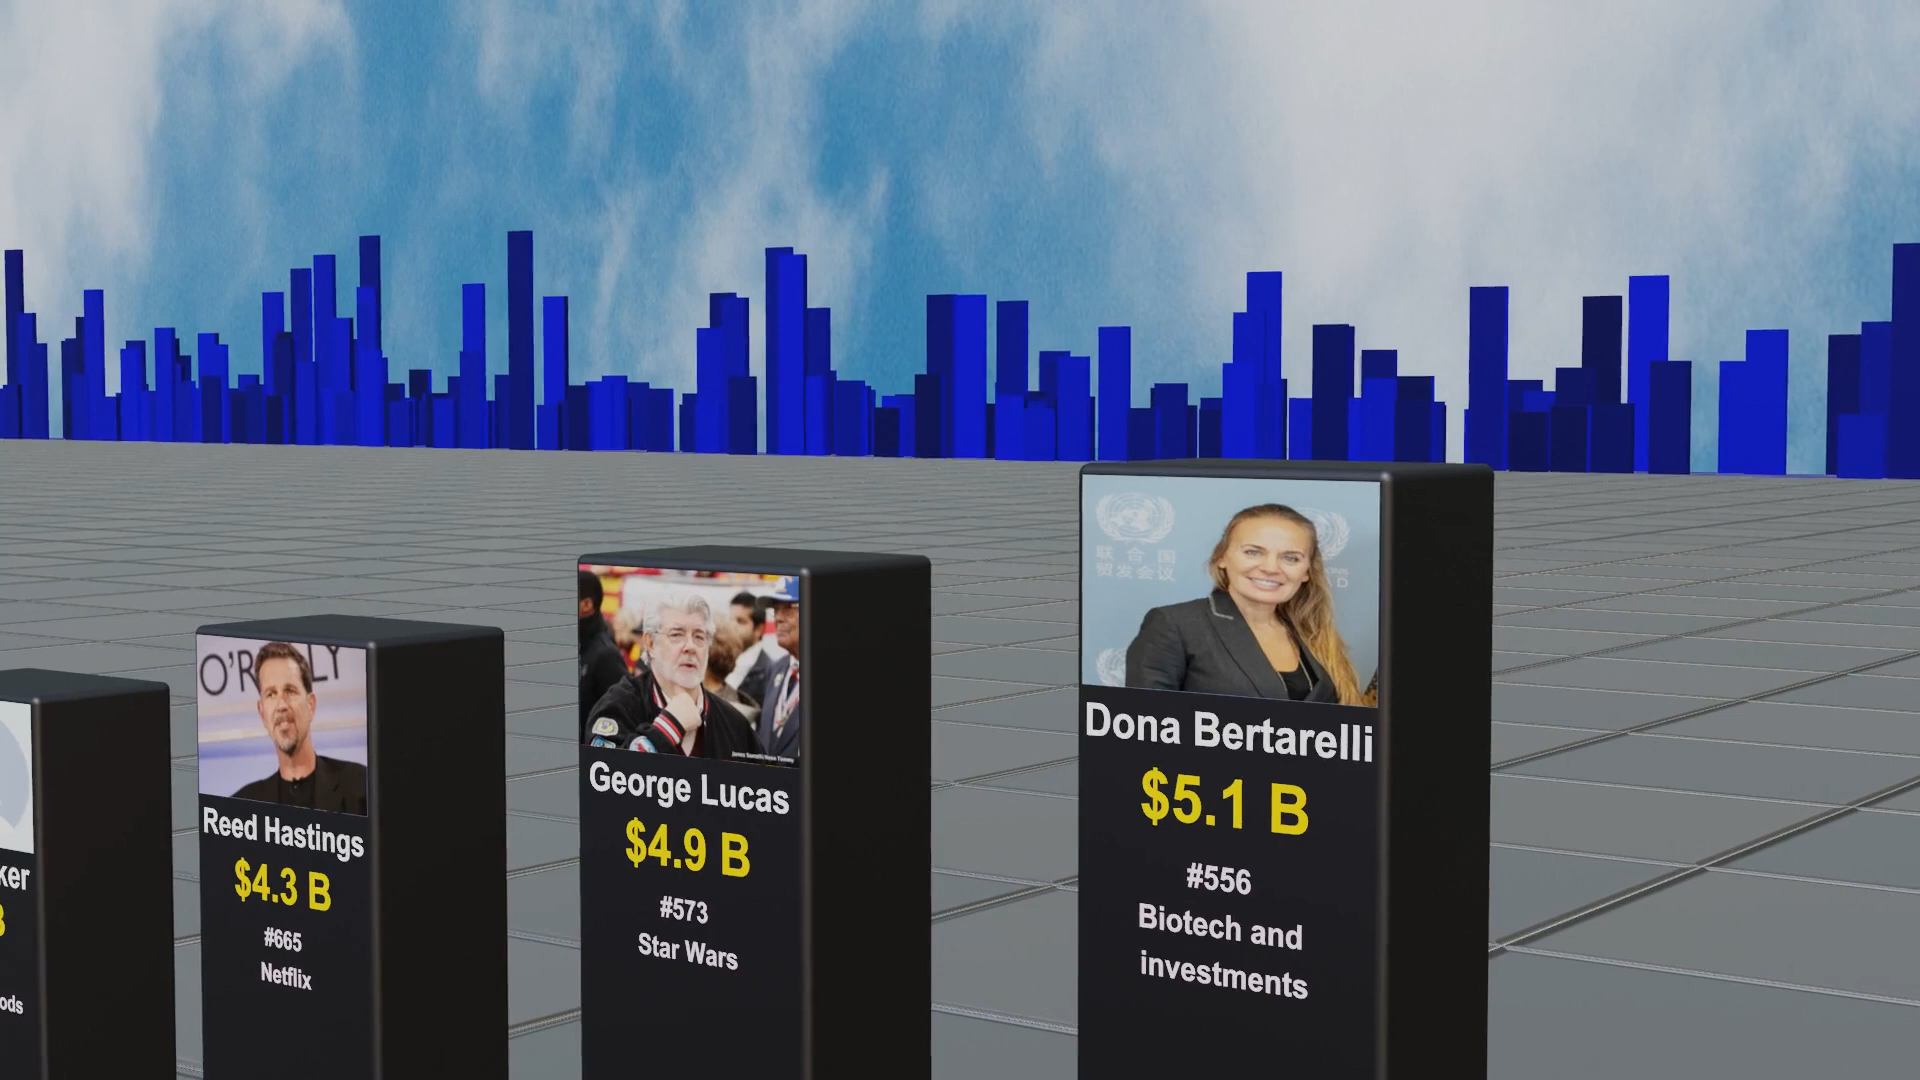 O'R
LY
Reed Hastings
$4.3 B
#665
Netflix
George Lucas
$4.9 B
#573
Star Wars
联合国
贸发会议
Dona Bertarelli
$5.1 B
#556
Biotech and
investments
ker
B
ods